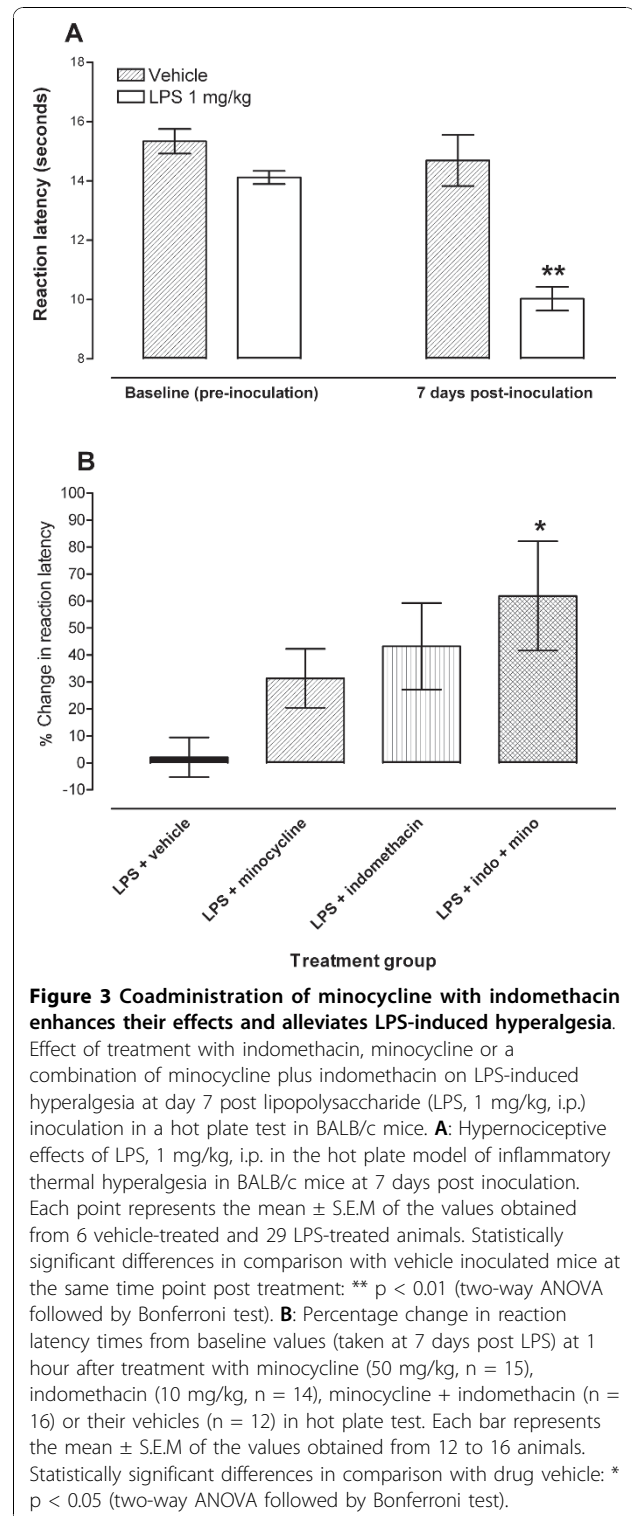 A
18
16
14
12
10
8
Reaction latency (seconds)
Vehicle
LPS 1 mg/kg
**
Baseline (pre-inoculation)
7 days post-inoculation
B
100
90
80
70
60
50
40
30
20
10
0
-10
% Change in reaction latency
*
LPS + vehicle
LPS + minocycline
LPS + indomethacin
LPS + indo + mino
Treatment group
Figure 3 Coadministration of minocycline with indomethacin
enhances their effects and alleviates LPS-induced hyperalgesia.
Effect of treatment with indomethacin, minocycline or a
combination of minocycline plus indomethacin on LPS-induced
hyperalgesia at day 7 post lipopolysaccharide (LPS, 1 mg/kg, i.p.)
inoculation in a hot plate test in BALB/c mice. A: Hypernociceptive
effects of LPS, 1 mg/kg, i.p. in the hot plate model of inflammatory
thermal hyperalgesia in BALB/c mice at 7 days post inoculation.
Each point represents the mean ± S.E.M of the values obtained
from 6 vehicle-treated and 29 LPS-treated animals. Statistically
significant differences in comparison with vehicle inoculated mice at
the same time point post treatment: ** p < 0.01 (two-way ANOVA
followed by Bonferroni test). B: Percentage change in reaction
latency times from baseline values (taken at 7 days post LPS) at 1
hour after treatment with minocycline (50 mg/kg, n = 15),
indomethacin (10 mg/kg, n = 14), minocycline + indomethacin (n =
16) or their vehicles (n = 12) in hot plate test. Each bar represents
the mean ± S.E.M of the values obtained from 12 to 16 animals.
Statistically significant differences in comparison with drug vehicle: *
p < 0.05 (two-way ANOVA followed by Bonferroni test).